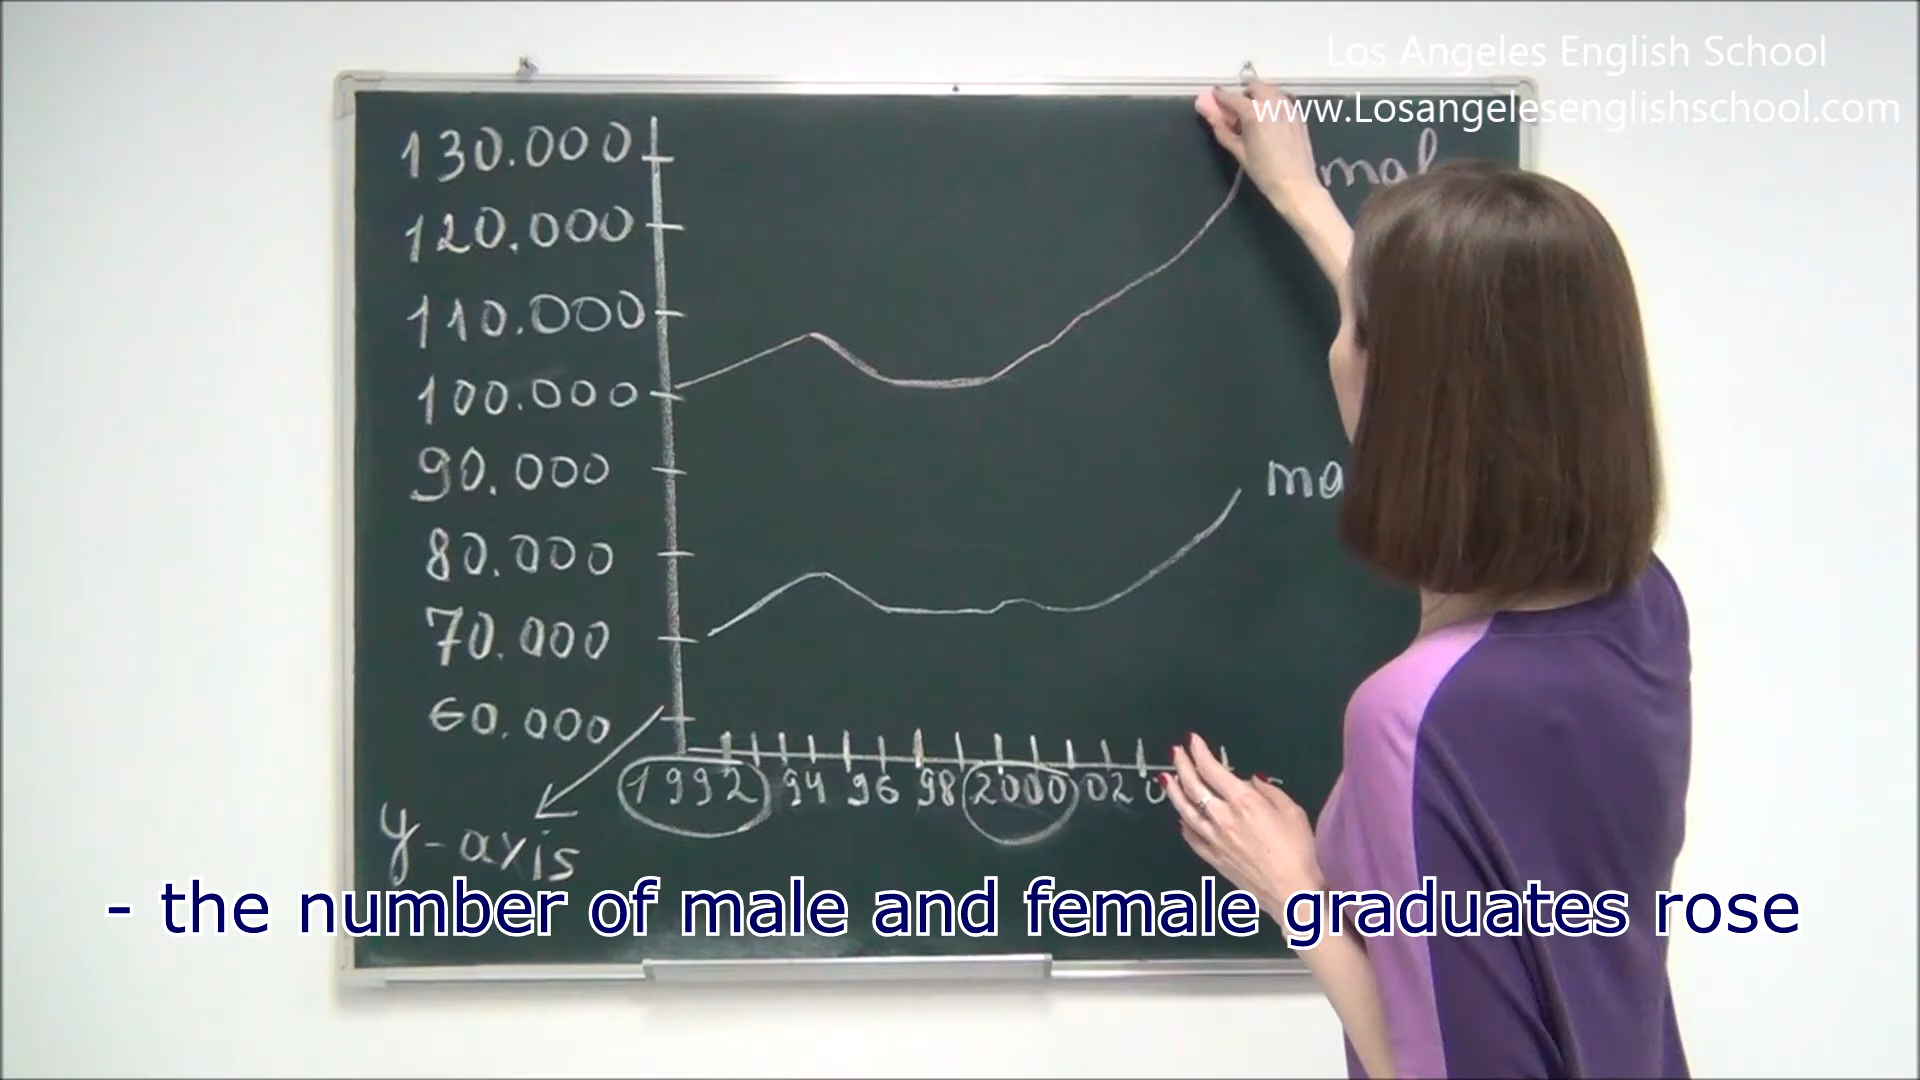 Los Angeles English School
www.Losangelesenglishschool.com
130.000
120.000
110.000
100.000
90.000
80.000
70.000
60.000
1992 94 96 98 2000 02
y-axis
- the number of male and female graduates rose